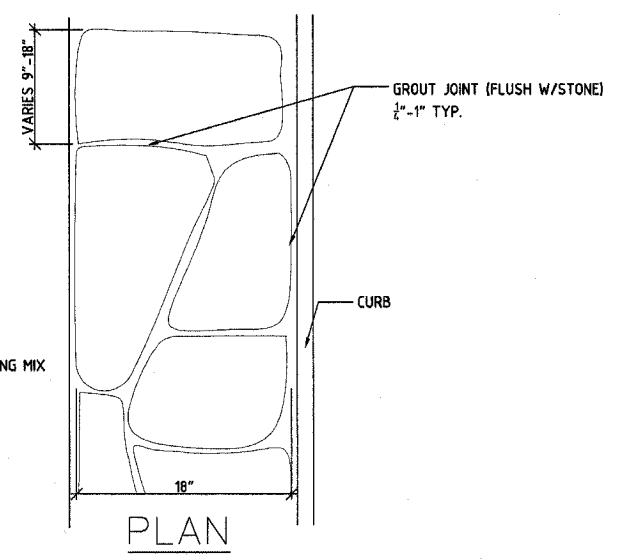 VARIES 9"-18"
GROUT JOINT (FLUSH W/STONE)
¼"-1" TYP.
CURB
NG MIX
18"
PLAN